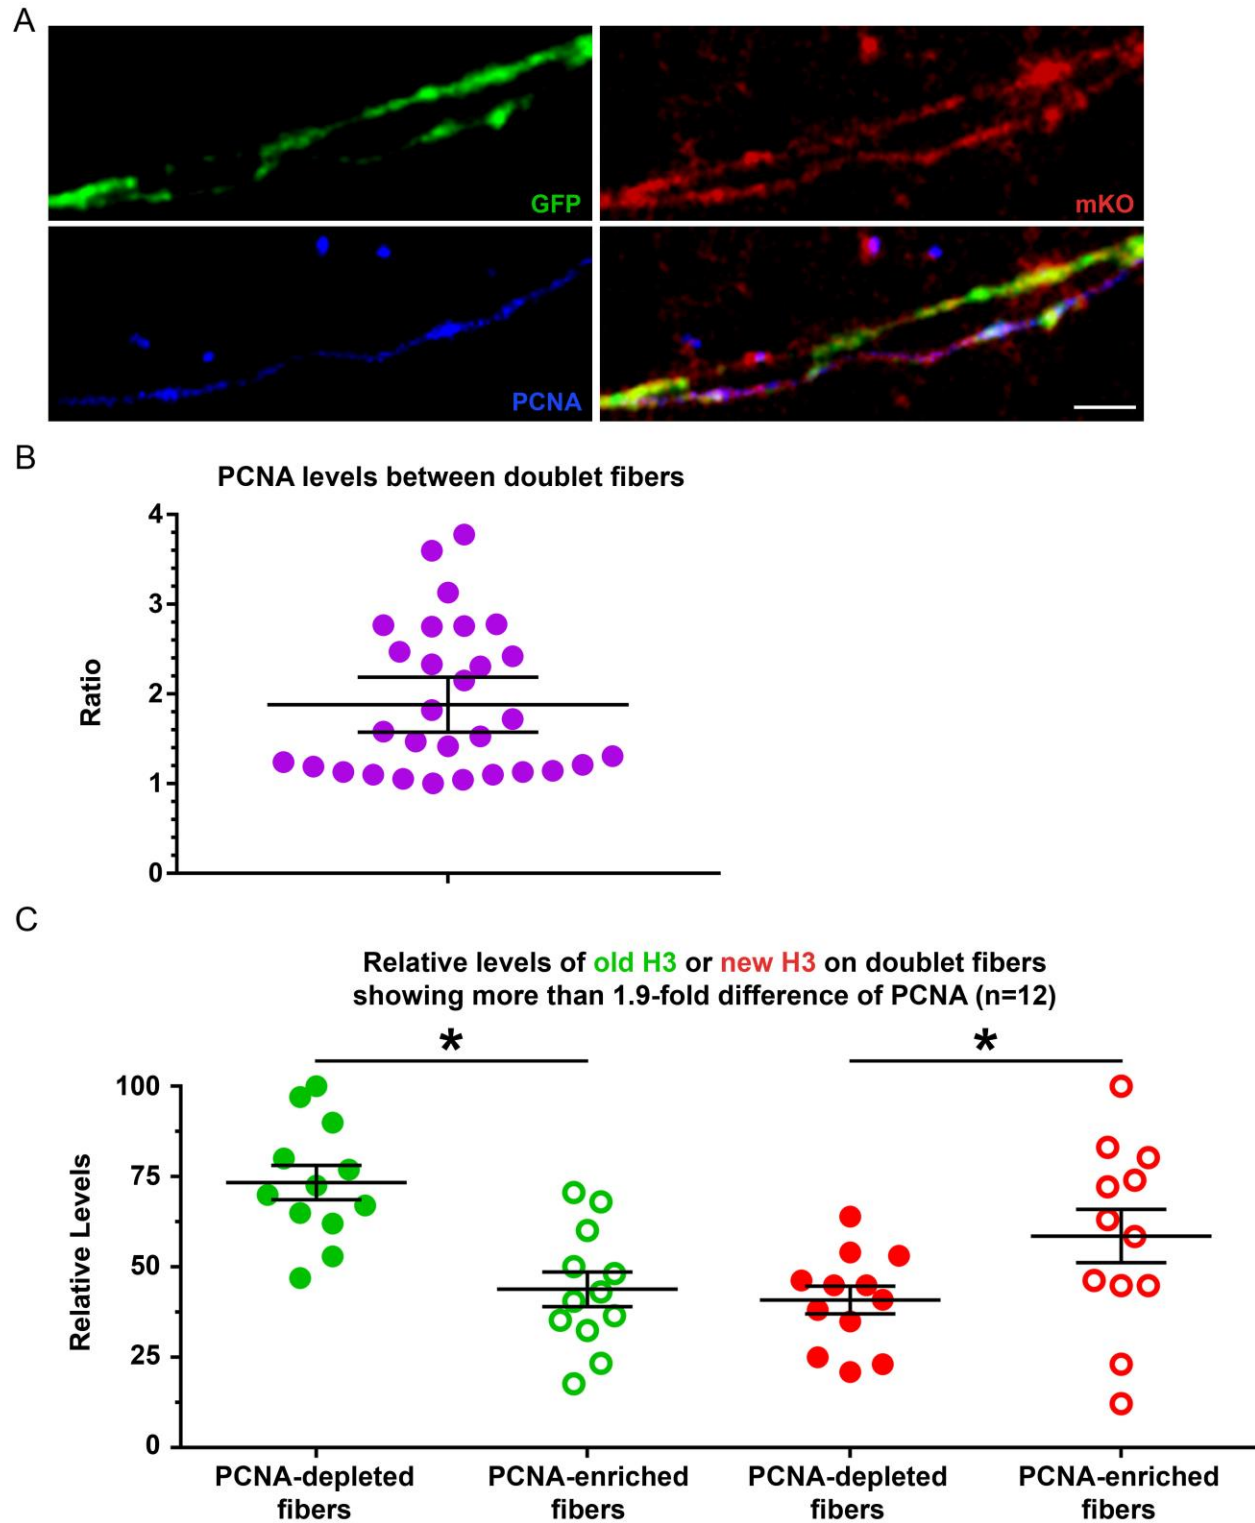 A
GFP
mKO
PCNA
B
PCNA levels between doublet fibers
4
3
2
1
0
Ratio
C
Relative levels of old H3 or new H3 on doublet fibers
showing more than 1.9-fold difference of PCNA (n=12)
*
*
100
75
50
25
0
Relative Levels
PCNA-depleted
fibers
PCNA-enriched
fibers
PCNA-depleted
fibers
PCNA-enriched
fibers